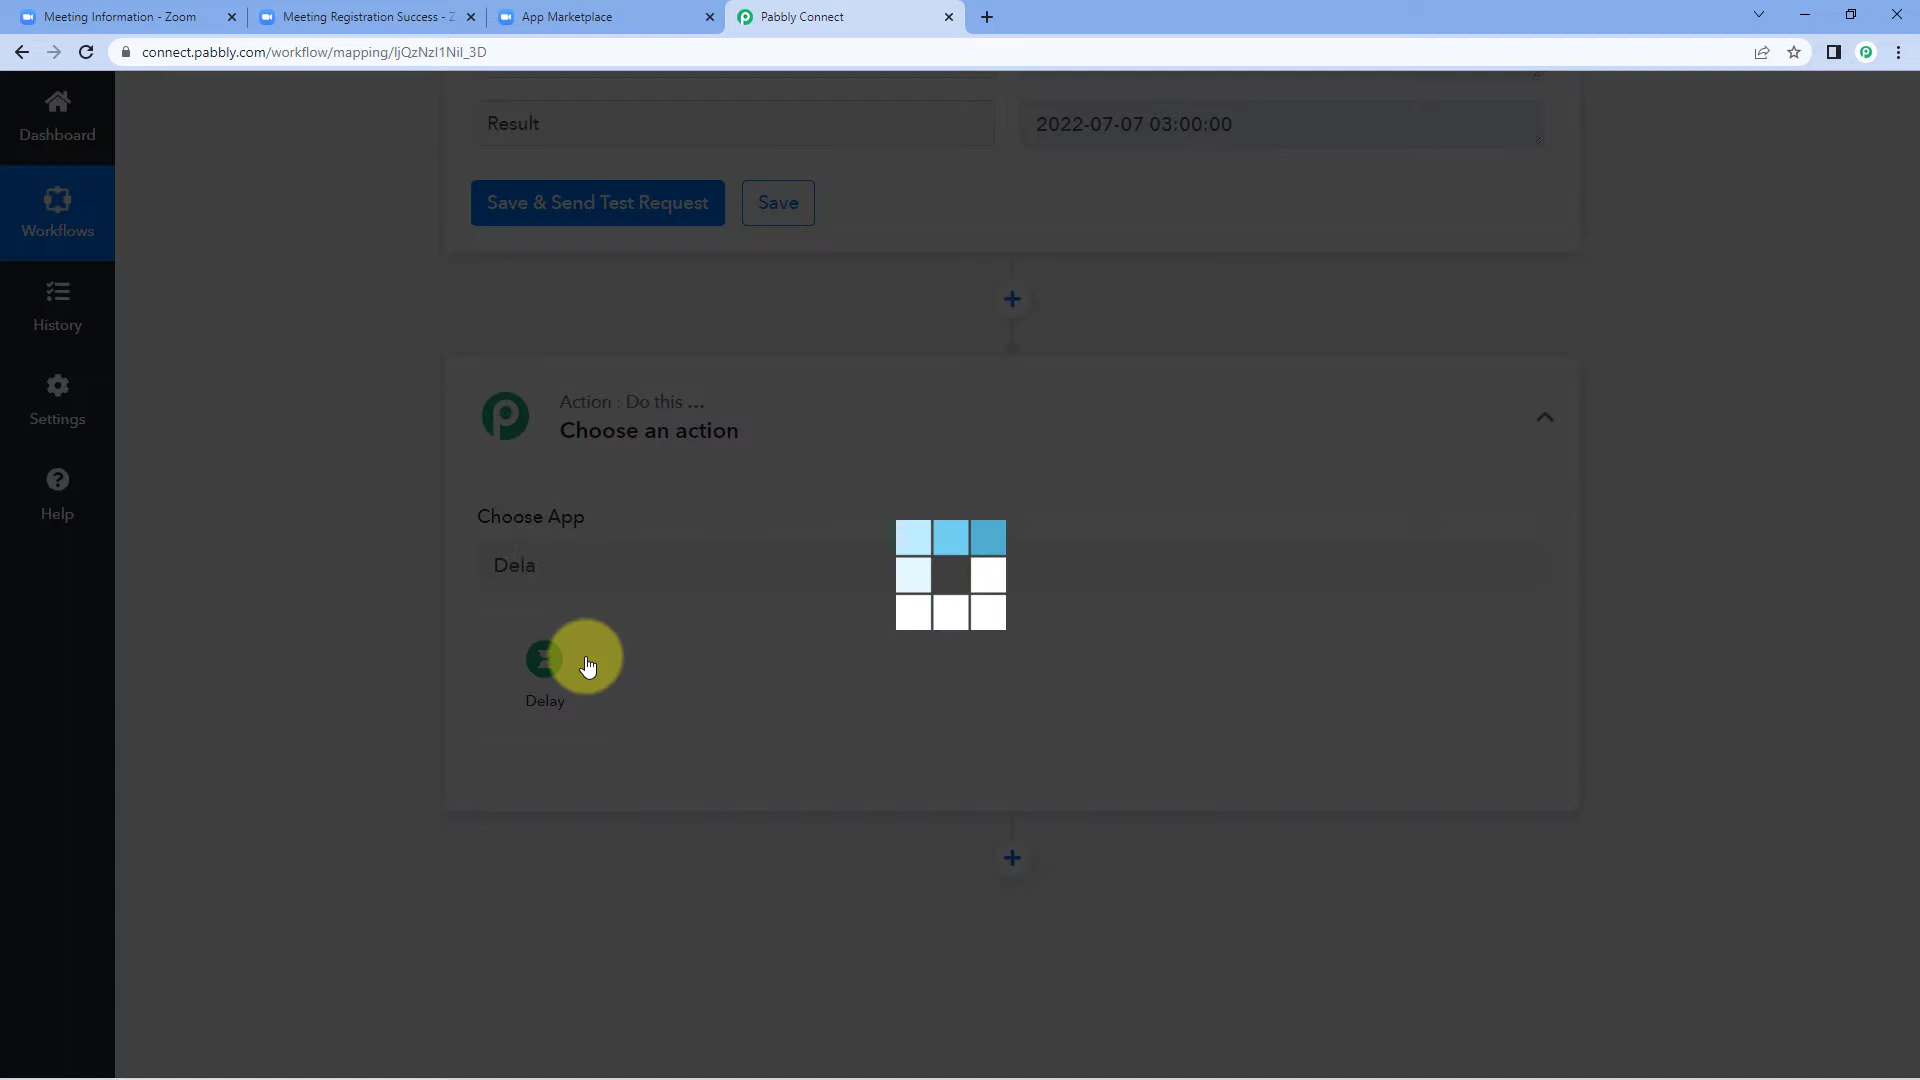 Meeting Information - Zoom
Meeting Registration Success - Z
App Marketplace
Pabbly Connect
connect.pabbly.com/workflow/mapping/IjQzNzI1NiI_3D
Dashboard
Workflows
History
Settings
Help
Result
2022-07-07 03:00:00
Save & Send Test Request
Save
Action : Do this ...
Choose an action
Choose App
Dela
Delay